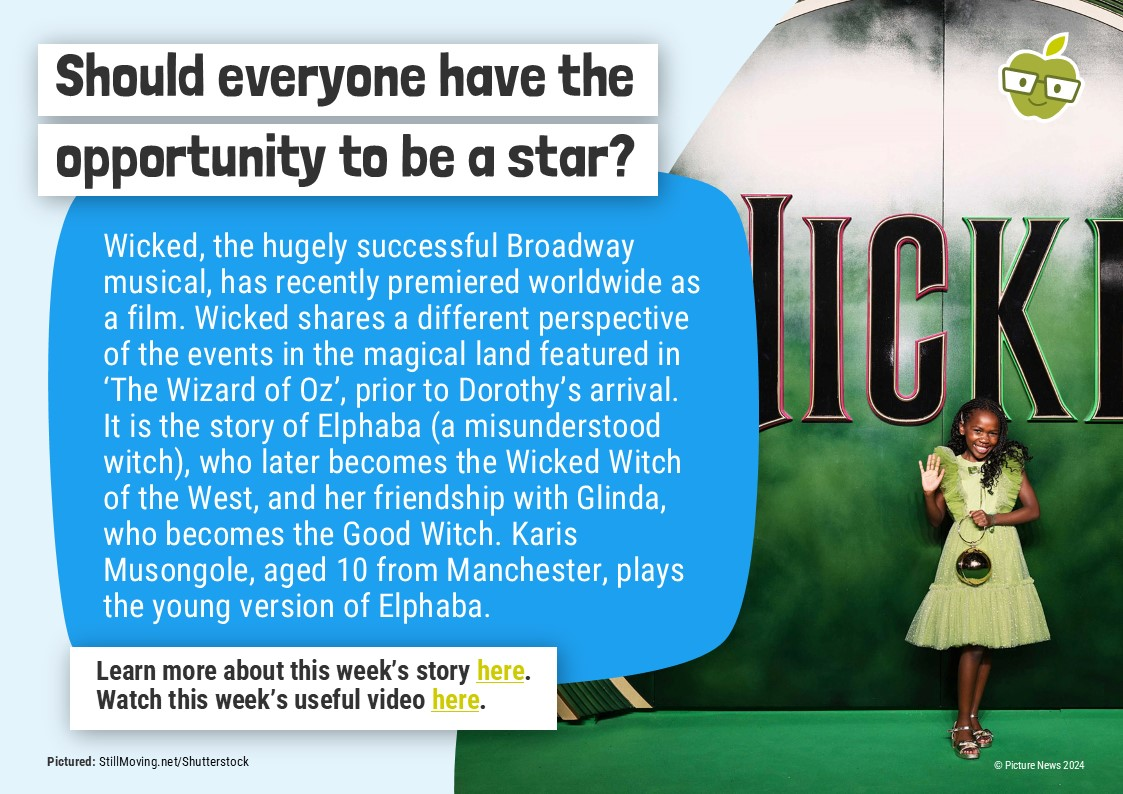 Should everyone have the
opportunity to be a star?
Wicked, the hugely successful Broadway
musical, has recently premiered worldwide as
a film. Wicked shares a different perspective
of the events in the magical land featured in
‘The Wizard of Oz’, prior to Dorothy’s arrival.
It is the story of Elphaba (a misunderstood
witch), who later becomes the Wicked Witch
of the West, and her friendship with Glinda,
who becomes the Good Witch. Karis
Musongole, aged 10 from Manchester, plays
the young version of Elphaba.
WICKE
Learn more about this week’s story here.
Watch this week’s useful video here.
Pictured: StillMoving.net/Shutterstock
© Picture News 2024